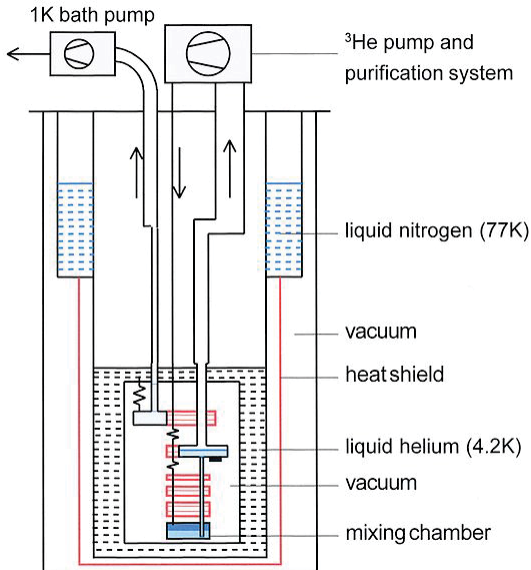 1K bath pump
³He pump and
purification system
liquid nitrogen (77K)
vacuum
heat shield
liquid helium (4.2K)
vacuum
mixing chamber